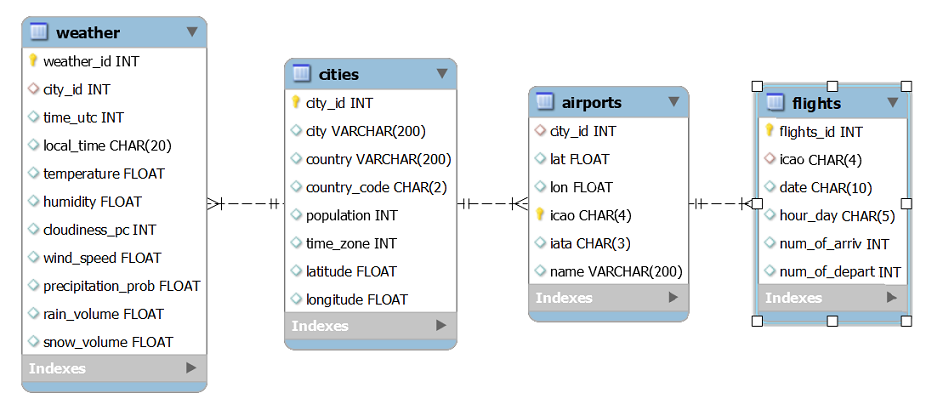 weather
weather_id INT
city_id INT
time_utc INT
local_time CHAR(20)
temperature FLOAT
humidity FLOAT
cloudiness_pc INT
wind_speed FLOAT
precipitation_prob FLOAT
rain_volume FLOAT
snow_volume FLOAT
Indexes
cities
city_id INT
city VARCHAR(200)
country VARCHAR(200)
country_code CHAR(2)
population INT
time_zone INT
latitude FLOAT
longitude FLOAT
Indexes
airports
city_id INT
lat FLOAT
lon FLOAT
icao CHAR(4)
iata CHAR(3)
name VARCHAR(200)
Indexes
flights
flights_id INT
icao CHAR(4)
date CHAR(10)
hour_day CHAR(5)
num_of_arriv INT
num_of_depart INT
Indexes